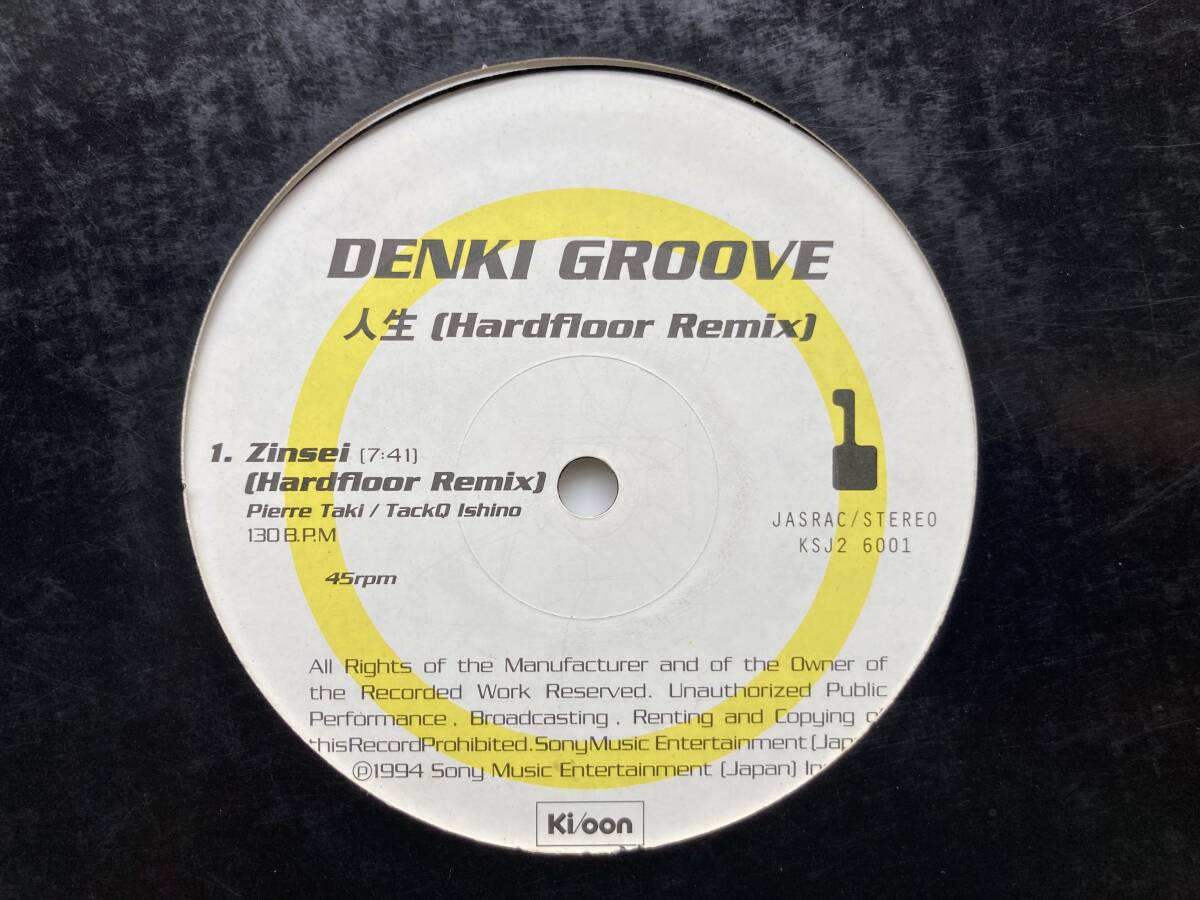 DENKI GROOVE
人生 (Hardfloor Remix)
1
1. Zinsei (7:41)
(Hardfloor Remix)
Pierre Taki / TackQ Ishino
130 B.P.M
45rpm
JASRAC/STEREO
KSJ2 6001
All Rights of the Manufacturer and of the Owner of
the Recorded Work Reserved. Unauthorized Public
Performance, Broadcasting, Renting and Copying
thisRecordProhibited.SonyMusic Entertainment
℗1994 Sony Music Entertainment (Japan)
Ki/oon